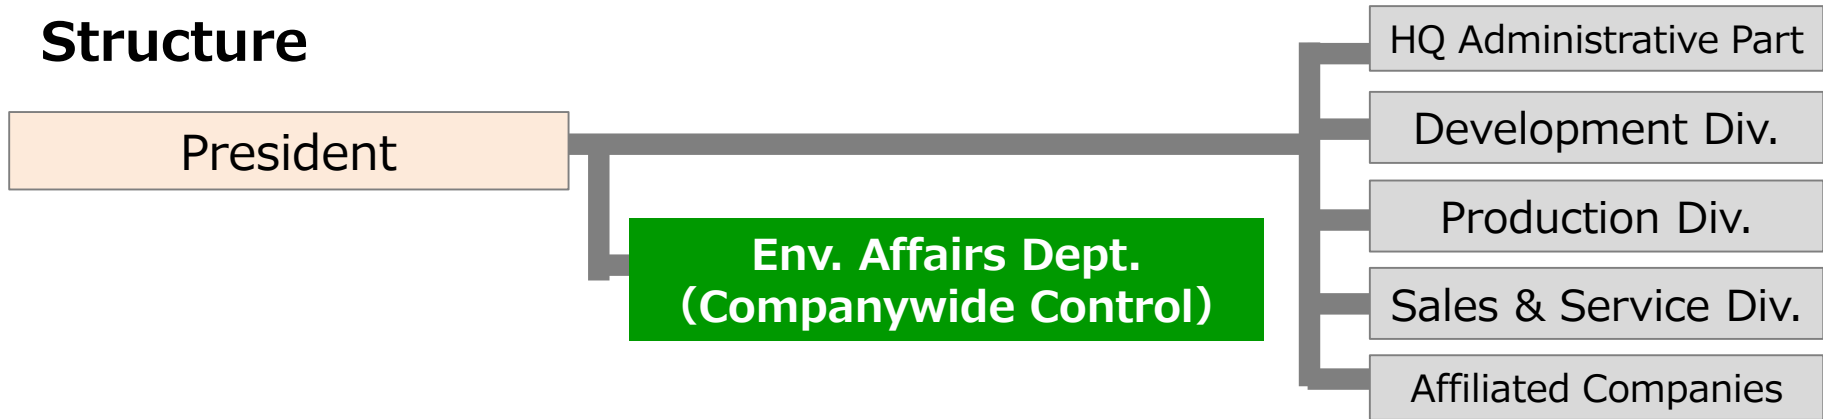 Structure
President
Env. Affairs Dept.
（Companywide Control）
HQ Administrative Part
Development Div.
Production Div.
Sales & Service Div.
Affiliated Companies